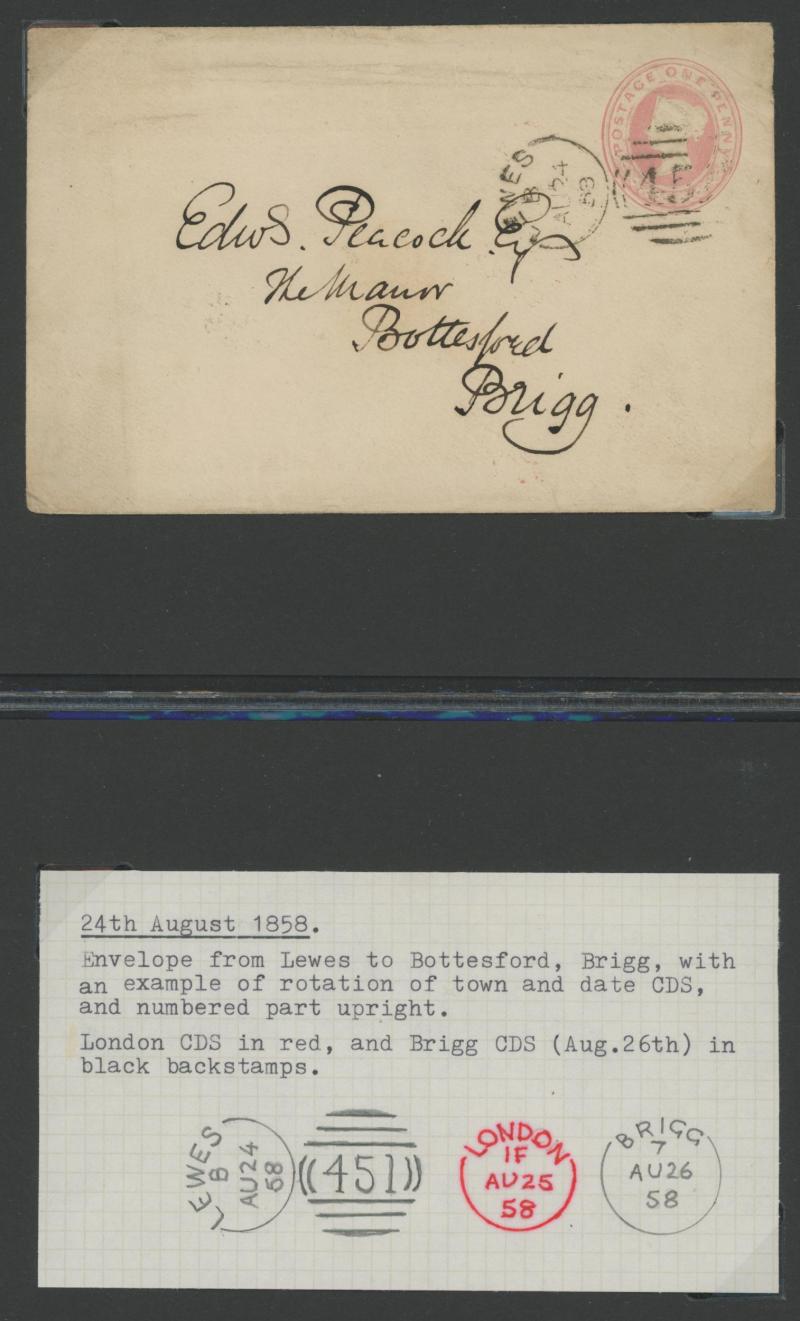 POSTAGE ONE PENNY
LEWES
B
AU 24
58
45
Edwd. Peacock Esq
The Manor
Bottesford
Brigg.
24th August 1858.
Envelope from Lewes to Bottesford, Brigg, with
an example of rotation of town and date CDS,
and numbered part upright.
London CDS in red, and Brigg CDS (Aug.26th) in
black backstamps.
LEWES
B
AU24
58
451
LONDON
1F
AU25
58
BRIGG
7
AU26
58